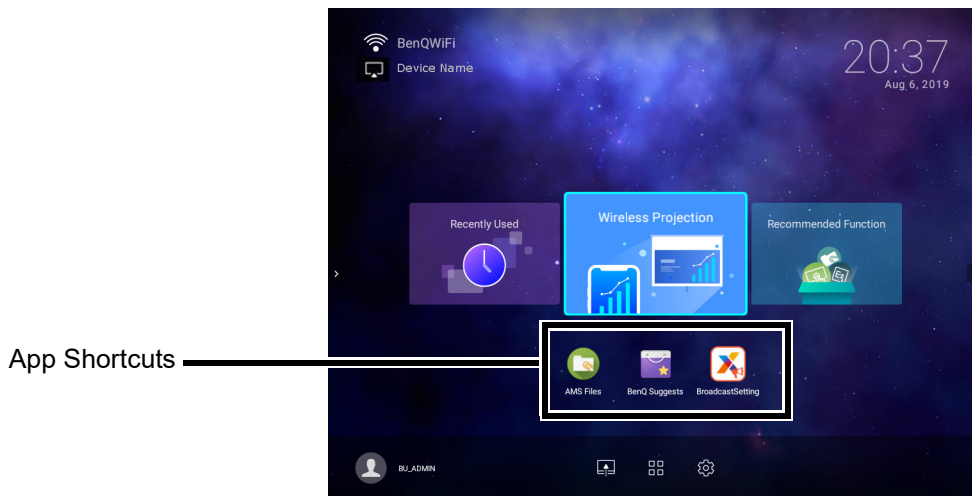 BenQWiFi
Device Name
20:37
Aug 6, 2019
Recently Used
Wireless Projection
Recommended Function
App Shortcuts
AMS Files
BenQ Suggests
BroadcastSetting
BU_ADMIN